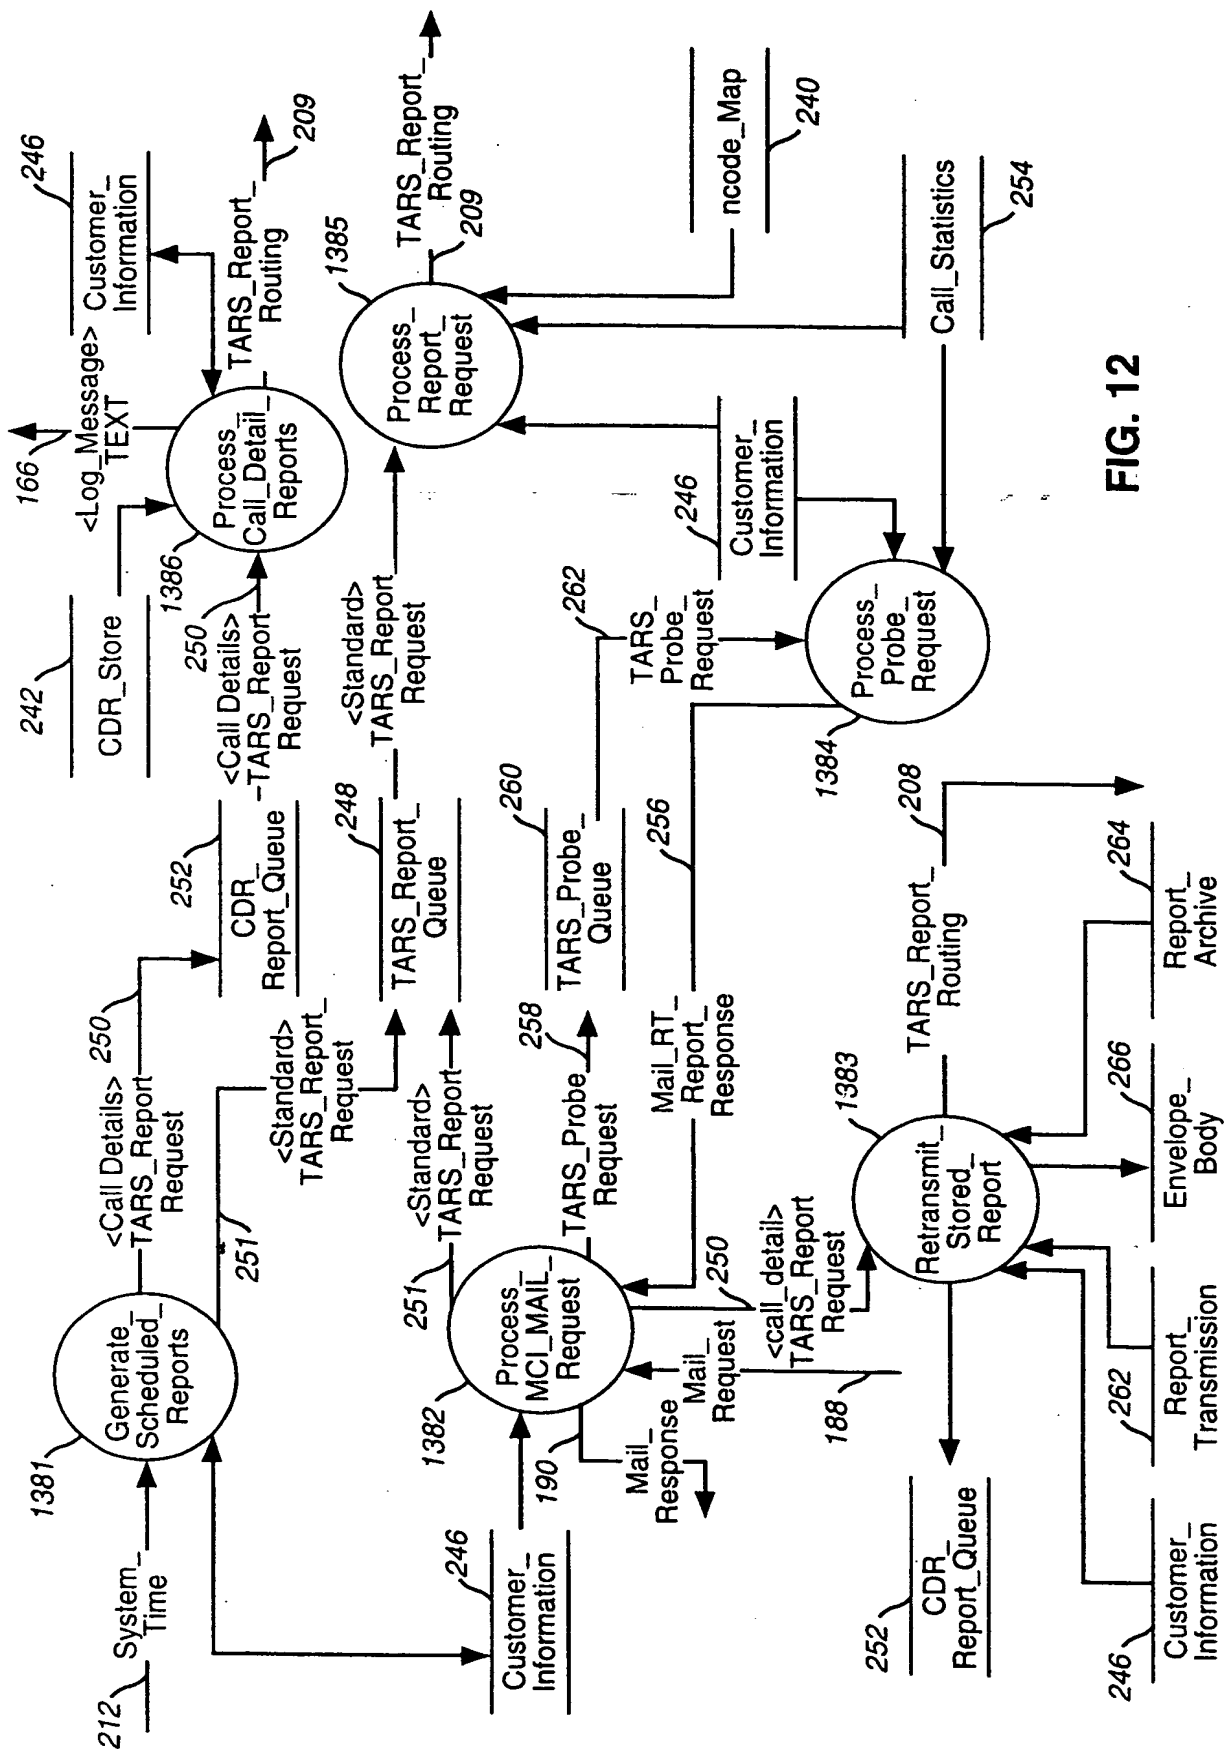 212
System_
Time
1381
Generate_
Scheduled_
Reports
<Call Details>
TARS_Report
Request
250
251
<Standard>
TARS_Report_
Request
252
CDR_
Report_Queue
242
CDR_Store
<Call Details>
TARS_Report
Request
250
1386
Process_
Call_Detail_
Reports
166
<Log_Message>
TEXT
246
Customer_
Information
TARS_Report_
Routing
209
246
Customer_
Information
1382
Process_
MCI_MAIL_
Request
251
<Standard>
TARS_Report
Request
248
TARS_Report_
Queue
<Standard>
TARS_Report
Request
1385
Process_
Report_
Request
TARS_Report_
Routing
209
ncode_Map
240
TARS_Probe
Request
258
260
TARS_Probe_
Queue
262
TARS_
Probe_
Request
246
Customer_
Information
Call_Statistics
254
190
Mail_
Response
Mail_
Request
188
<call_detail>
TARS_Report
Request
250
Mail_RT_
Report_
Response
256
1384
Process_
Probe_
Request
252
CDR_
Report_Queue
1383
Retransmit_
Stored_
Report
TARS_Report_
Routing
208
246
Customer_
Information
262
Report_
Transmission
266
Envelope_
Body
264
Report_
Archive
FIG. 12